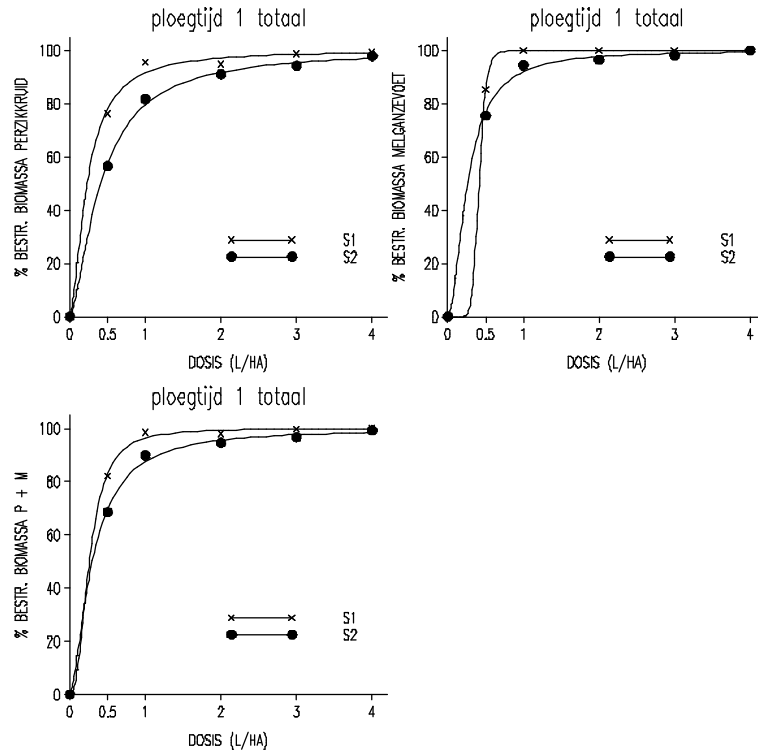 ploegtijd 1 totaal
% BESTR. BIOMASSA PERZIKKRUID
100
80
60
40
20
0
0 0.5 1 2 3 4
DOSIS (L/HA)
S1
S2
ploegtijd 1 totaal
% BESTR. BIOMASSA MELGANZEVOET
100
80
60
40
20
0
0 0.5 1 2 3 4
DOSIS (L/HA)
S1
S2
ploegtijd 1 totaal
% BESTR. BIOMASSA P + M
100
80
60
40
20
0
0 0.5 1 2 3 4
DOSIS (L/HA)
S1
S2